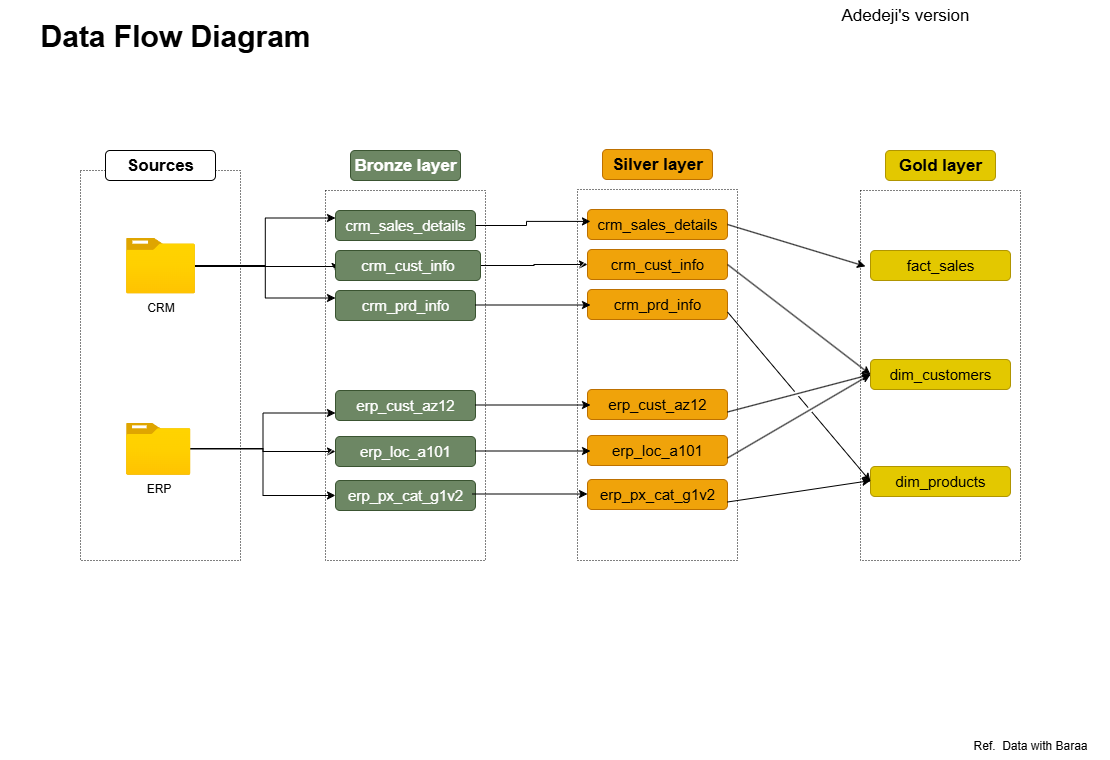 Adedeji's version
Data Flow Diagram
Sources
Bronze layer
Silver layer
Gold layer
CRM
ERP
crm_sales_details
crm_cust_info
crm_prd_info
erp_cust_az12
erp_loc_a101
erp_px_cat_g1v2
crm_sales_details
crm_cust_info
crm_prd_info
erp_cust_az12
erp_loc_a101
erp_px_cat_g1v2
fact_sales
dim_customers
dim_products
Ref.  Data with Baraa